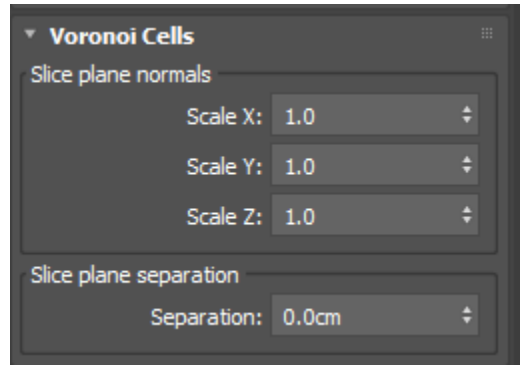 Voronoi Cells
Slice plane normals
Scale X: 1.0
Scale Y: 1.0
Scale Z: 1.0
Slice plane separation
Separation: 0.0cm